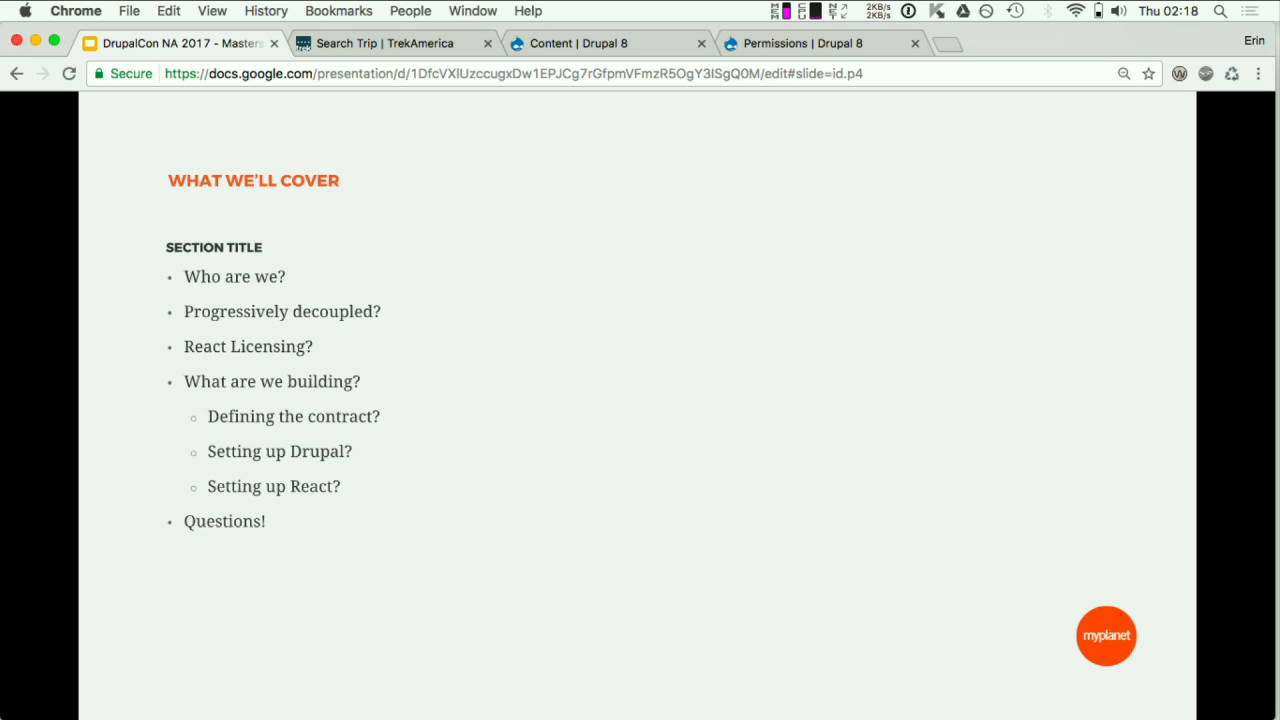 Chrome File Edit View History Bookmarks People Window Help 2KB/s 2KB/s Thu 02:18
DrupalCon NA 2017 - Masters Search Trip | TrekAmerica Content | Drupal 8 Permissions | Drupal 8 Erin
Secure https://docs.google.com/presentation/d/1DfcVXlUzccugxDw1EPJCg7rGfpmVFmzR5OgY3ISgQ0M/edit#slide=id.p4
WHAT WE'LL COVER
SECTION TITLE
• Who are we?
• Progressively decoupled?
• React Licensing?
• What are we building?
○ Defining the contract?
○ Setting up Drupal?
○ Setting up React?
• Questions!
myplanet